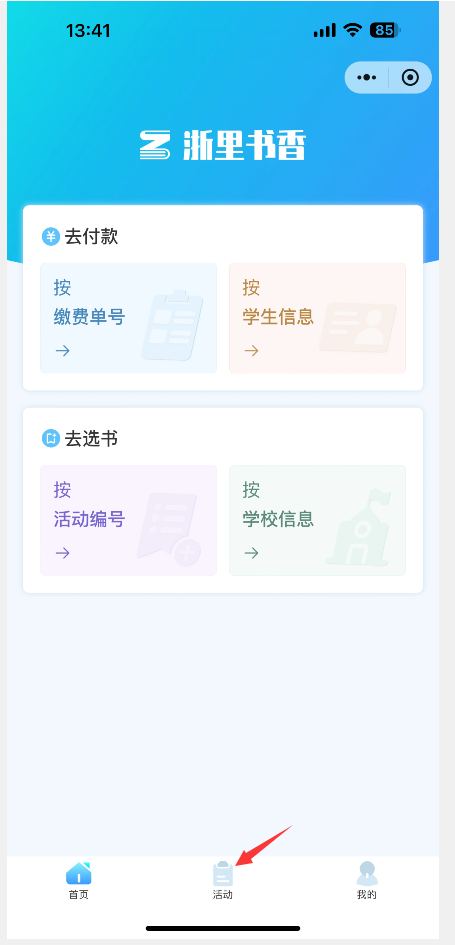 13:41
85
浙里书香
去付款
按
缴费单号
按
学生信息
去选书
按
活动编号
按
学校信息
首页
活动
我的